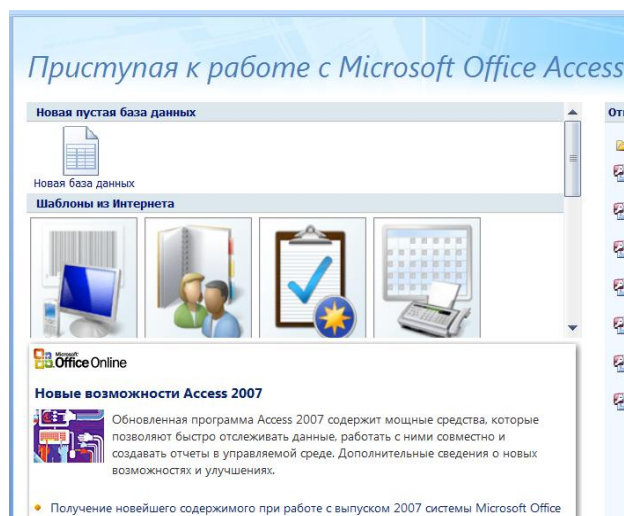 Приступая к работе с Microsoft Office Access
Новая пустая база данных
Новая база данных
Шаблоны из Интернета
Microsoft
Office Online
Новые возможности Access 2007
Обновленная программа Access 2007 содержит мощные средства, которые
позволяют быстро отслеживать данные, работать с ними совместно и
создавать отчеты в управляемой среде. Дополнительные сведения о новых
возможностях и улучшениях.
Получение новейшего содержимого при работе с выпуском 2007 системы Microsoft Office